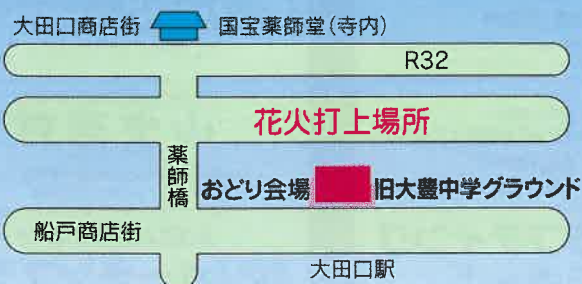 大田口商店街
国宝薬師堂（寺内）
R32
花火打上場所
薬師橋
おどり会場
旧大豊中学グラウンド
船戸商店街
大田口駅